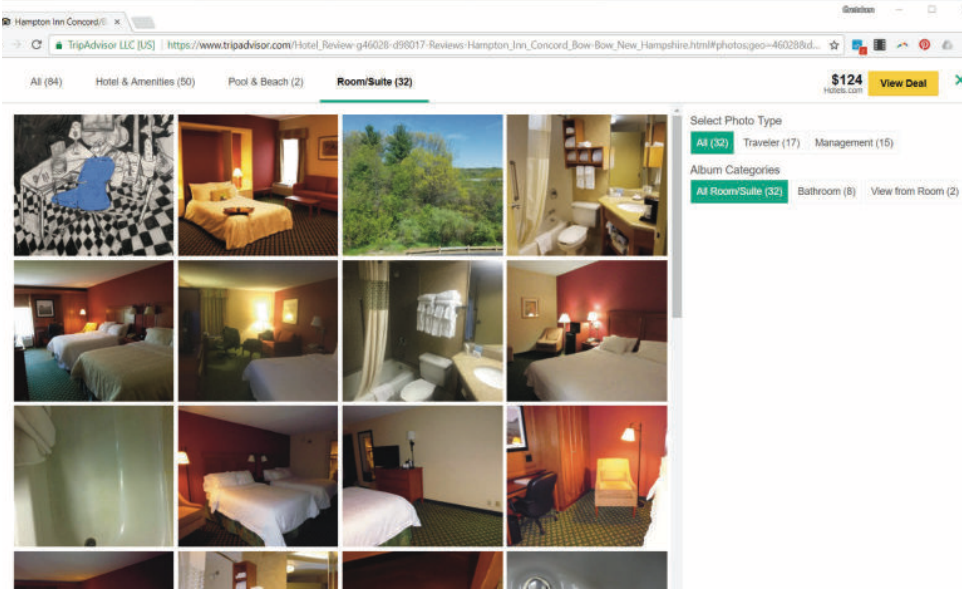 Hampton Inn Concord/B
TripAdvisor LLC [US] | https://www.tripadvisor.com/Hotel_Review-g46028-d98017-Reviews-Hampton_Inn_Concord_Bow-Bow_New_Hampshire.html#photos;geo=46028&d...
All (84) Hotel & Amenities (50) Pool & Beach (2) Room/Suite (32)
$124
Hotels.com
View Deal
Select Photo Type
All (32) Traveler (17) Management (15)
Album Categories
All Room/Suite (32) Bathroom (8) View from Room (2)